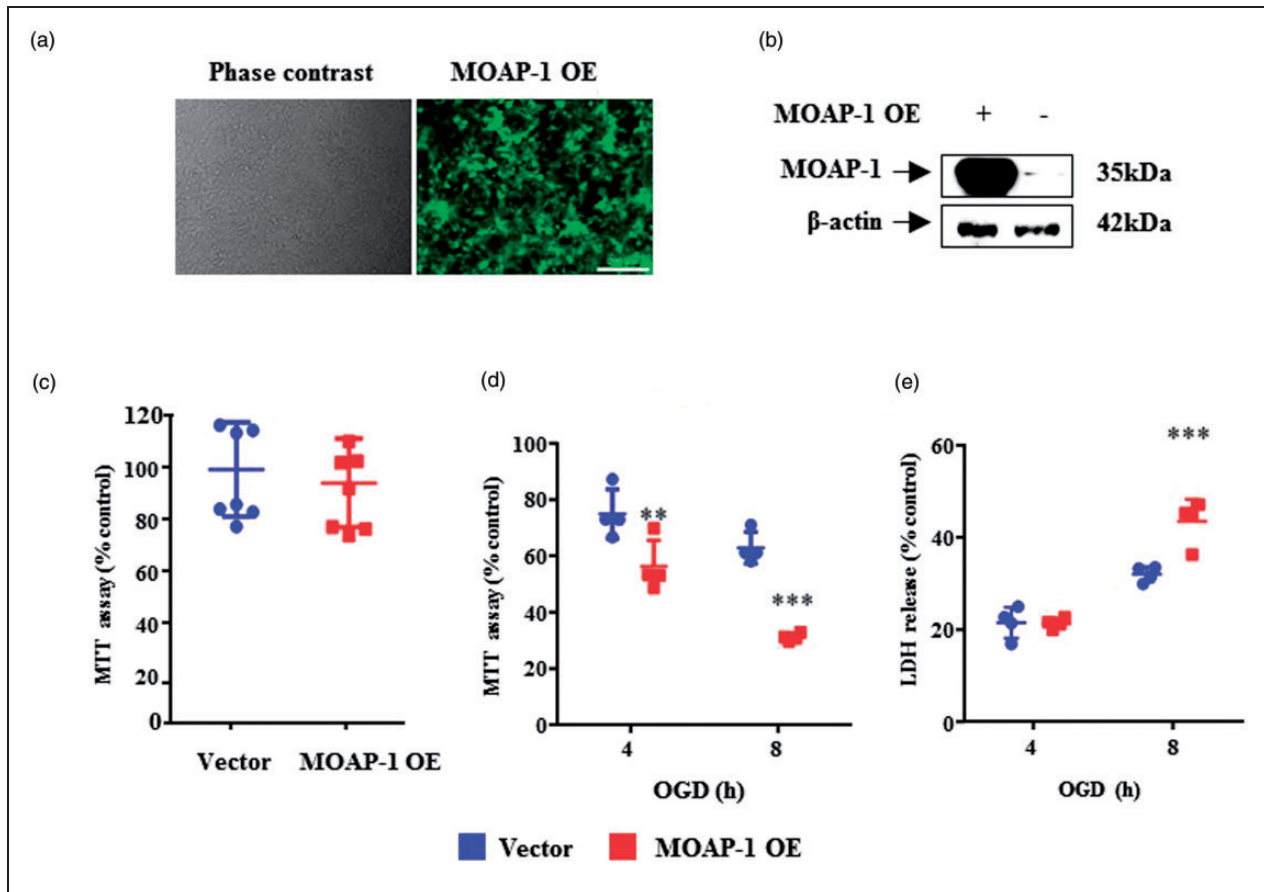 (a)
Phase contrast MOAP-1 OE
(b)
MOAP-1 OE + -
MOAP-1 35kDa
β-actin 42kDa
(c)
MTT assay (% control)
120
100
80
60
40
20
0
Vector MOAP-1 OE
(d)
MTT assay (% control)
100
80
60
40
20
0
**
***
4 8
OGD (h)
(e)
LDH release (% control)
60
40
20
0
***
4 8
OGD (h)
Vector MOAP-1 OE